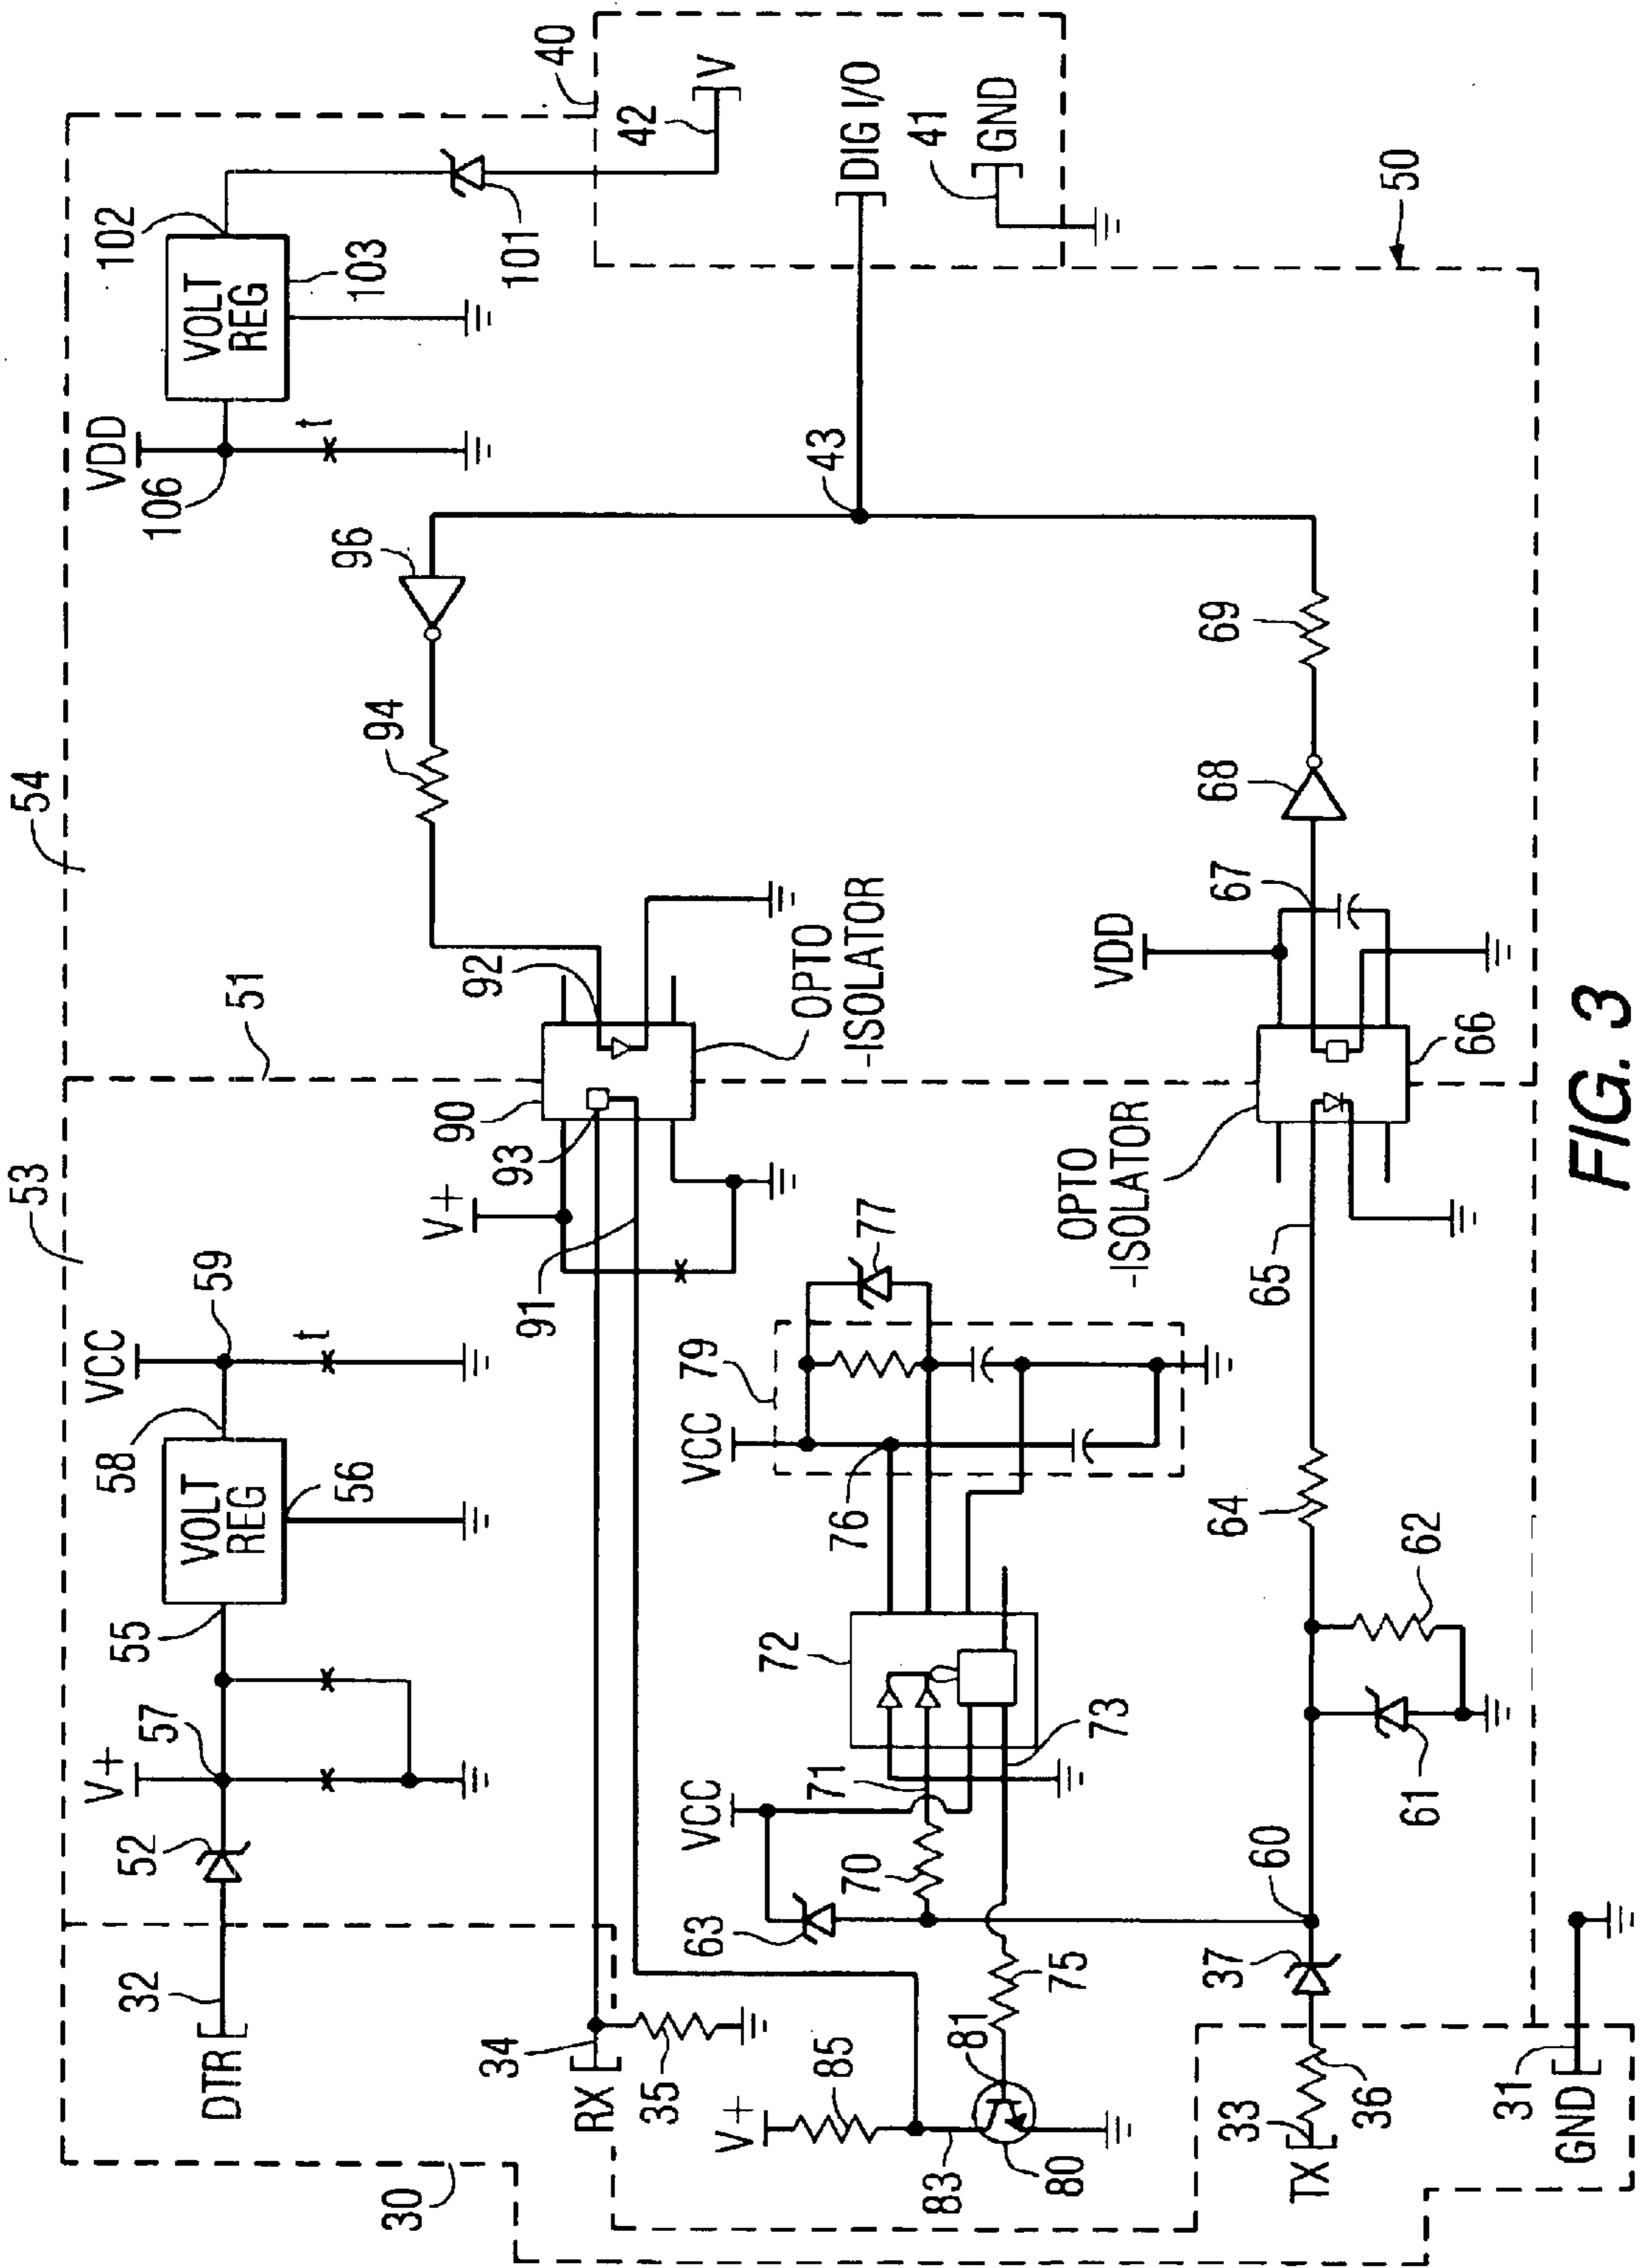 30
53
51
54
DTR
32
52
V+
57
55
VOLT
REG
56
58
VCC
59
t
VDD
106
t
VOLT
REG
103
102
101
40
42
V
DIG I/O
41
GND
50
43
96
94
92
90
93
91
V+
OPTO
-ISOLATOR
RX
34
35
V+
85
83
80
81
75
63
VCC
70
71
72
73
76
VCC
79
77
OPTO
-ISOLATOR
TX
33
36
37
60
61
62
64
65
66
67
VDD
68
69
GND
31
FIG. 3